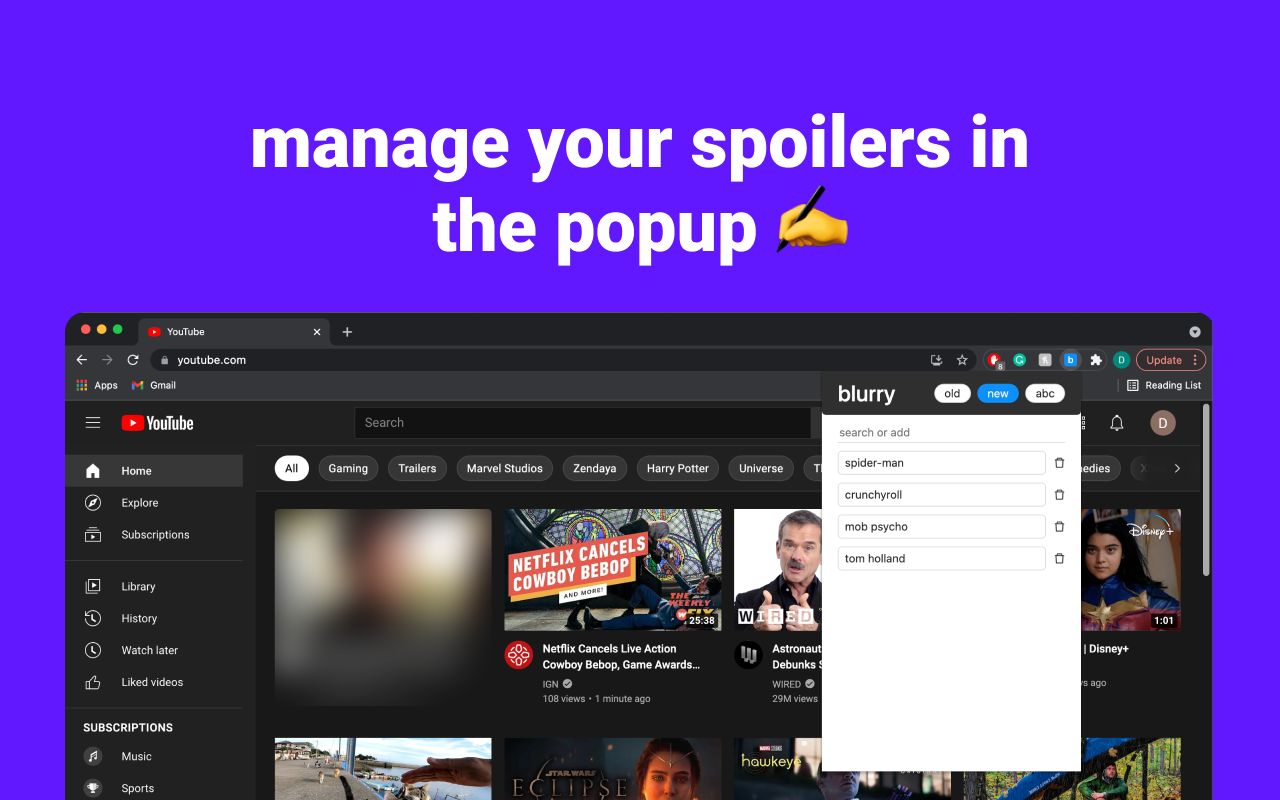 manage your spoilers in
the popup
YouTube
youtube.com
8
D
Update
Apps
Gmail
Reading List
blurry
old
new
abc
YouTube
Search
D
search or add
Home
All
Gaming
Trailers
Marvel Studios
Zendaya
Harry Potter
Universe
spider-man
Explore
crunchyroll
Subscriptions
mob psycho
tom holland
NETFLIX CANCELS
COWBOY BEBOP
AND MORE!
THE
WEEKLY
25:38
WIRED
Disney+
1:01
Library
History
Watch later
Liked videos
Netflix Cancels Live Action
Cowboy Bebop, Game Awards...
IGN
108 views • 1 minute ago
Astronaut
Debunks
WIRED
29M views
| Disney+
ago
SUBSCRIPTIONS
Music
Sports
STAR WARS
ECLIPSE
hawkeye